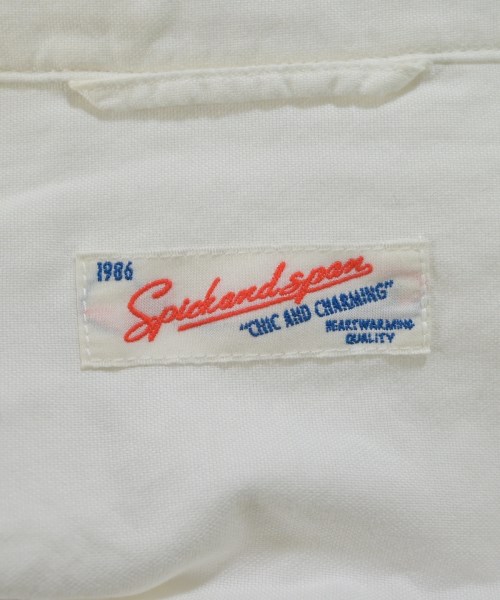 1986
Spickandspan
"CHIC AND CHARMING"
HEARTWARMING
QUALITY